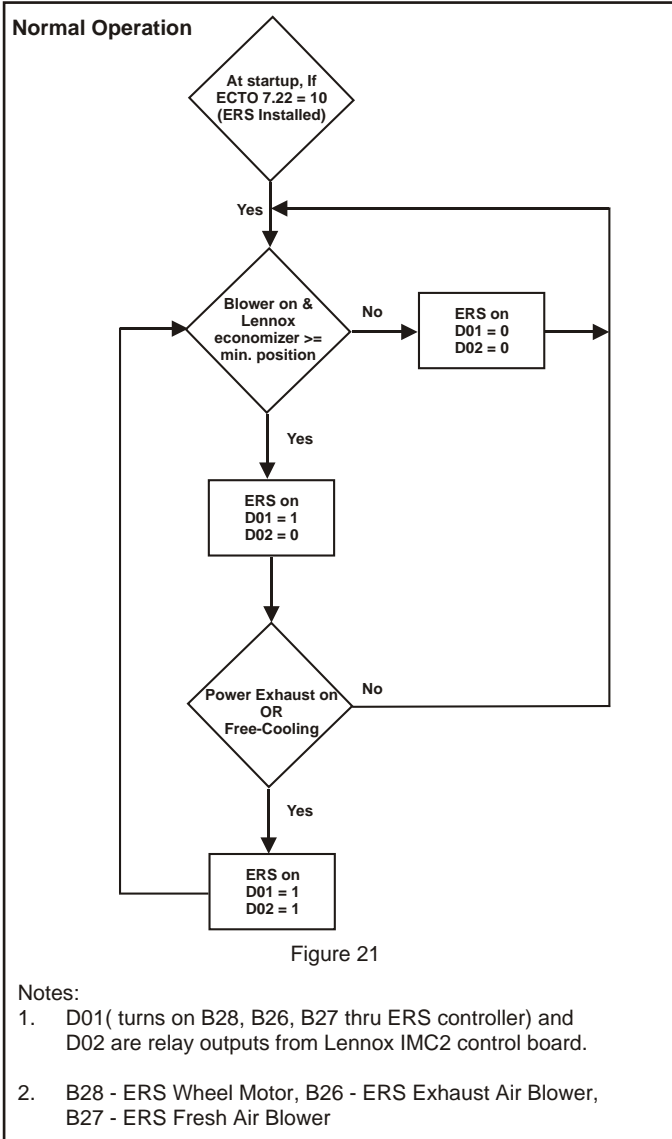 Normal Operation
At startup, If
ECTO 7.22 = 10
(ERS Installed)
Yes
Blower on &
Lennox
economizer >=
min. position
No
ERS on
D01 = 0
D02 = 0
Yes
ERS on
D01 = 1
D02 = 0
Power Exhaust on
OR
Free-Cooling
No
Yes
ERS on
D01 = 1
D02 = 1
Figure 21
Notes:
1. D01( turns on B28, B26, B27 thru ERS controller) and
D02 are relay outputs from Lennox IMC2 control board.
2. B28 - ERS Wheel Motor, B26 - ERS Exhaust Air Blower,
B27 - ERS Fresh Air Blower